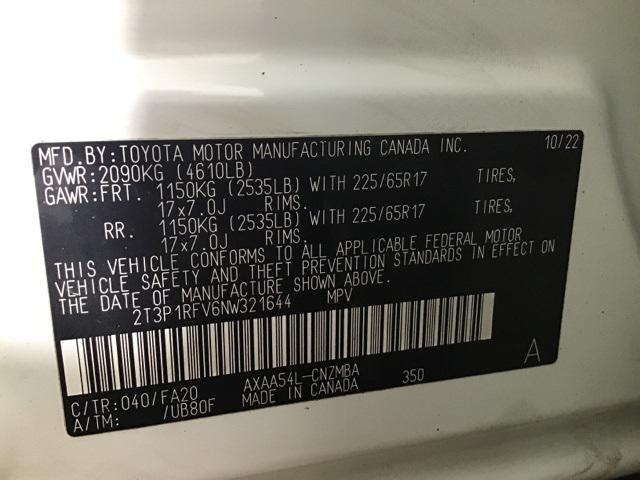 MFD.BY:TOYOTA MOTOR MANUFACTURING CANADA INC. 10/22
GVWR:2090KG (4610LB)
GAWR:FRT. 1150KG (2535LB) WITH 225/65R17 TIRES,
17x7.0J RIMS.
RR. 1150KG (2535LB) WITH 225/65R17 TIRES,
17x7.0J RIMS.
THIS VEHICLE CONFORMS TO ALL APPLICABLE FEDERAL MOTOR
VEHICLE SAFETY AND THEFT PREVENTION STANDARDS IN EFFECT ON
THE DATE OF MANUFACTURE SHOWN ABOVE.
2T3P1RFV6NW321644 MPV
C/TR:040/FA20 AXAA54L-CNZMBA 350 A
A/TM: /UB80F MADE IN CANADA